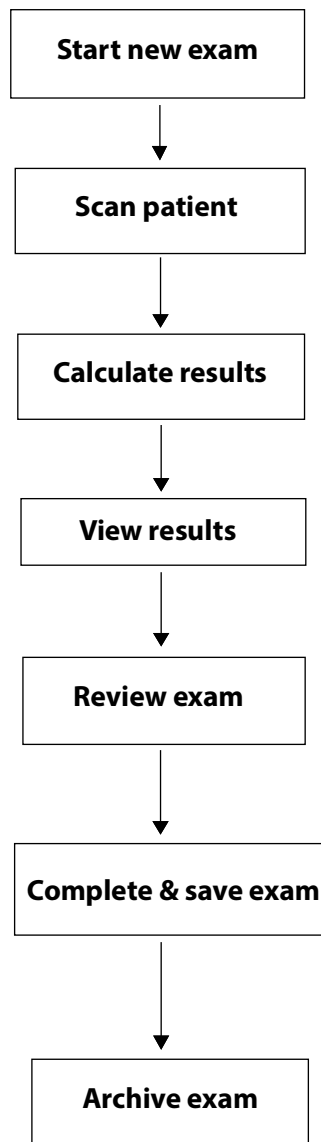 Start new exam
Scan patient
Calculate results
View results
Review exam
Complete & save exam
Archive exam